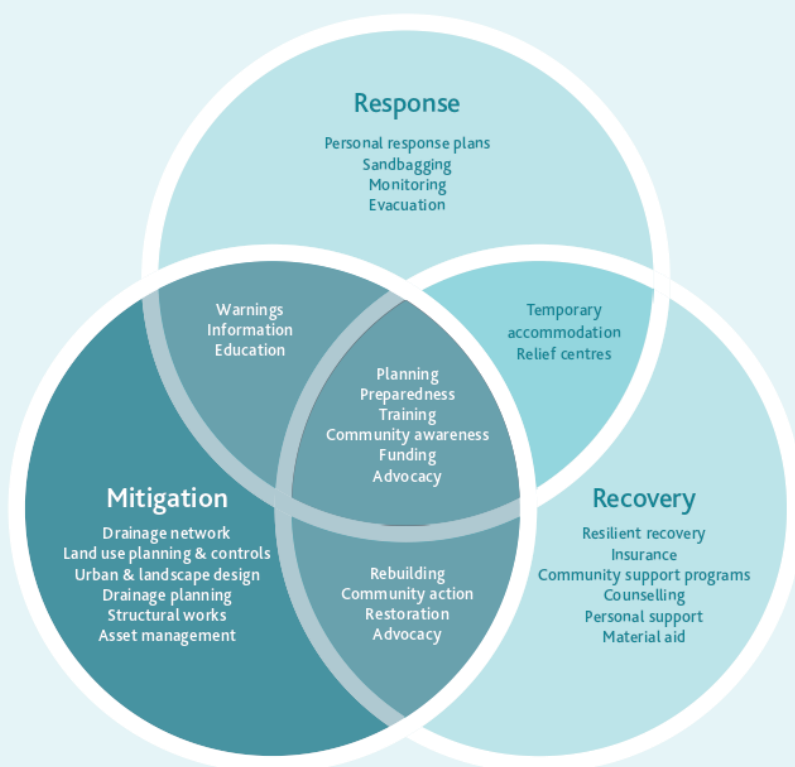 Response
Personal response plans
Sandbagging
Monitoring
Evacuation
Warnings
Information
Education
Temporary
accommodation
Relief centres
Planning
Preparedness
Training
Community awareness
Funding
Advocacy
Mitigation
Drainage network
Land use planning & controls
Urban & landscape design
Drainage planning
Structural works
Asset management
Rebuilding
Community action
Restoration
Advocacy
Recovery
Resilient recovery
Insurance
Community support programs
Counselling
Personal support
Material aid